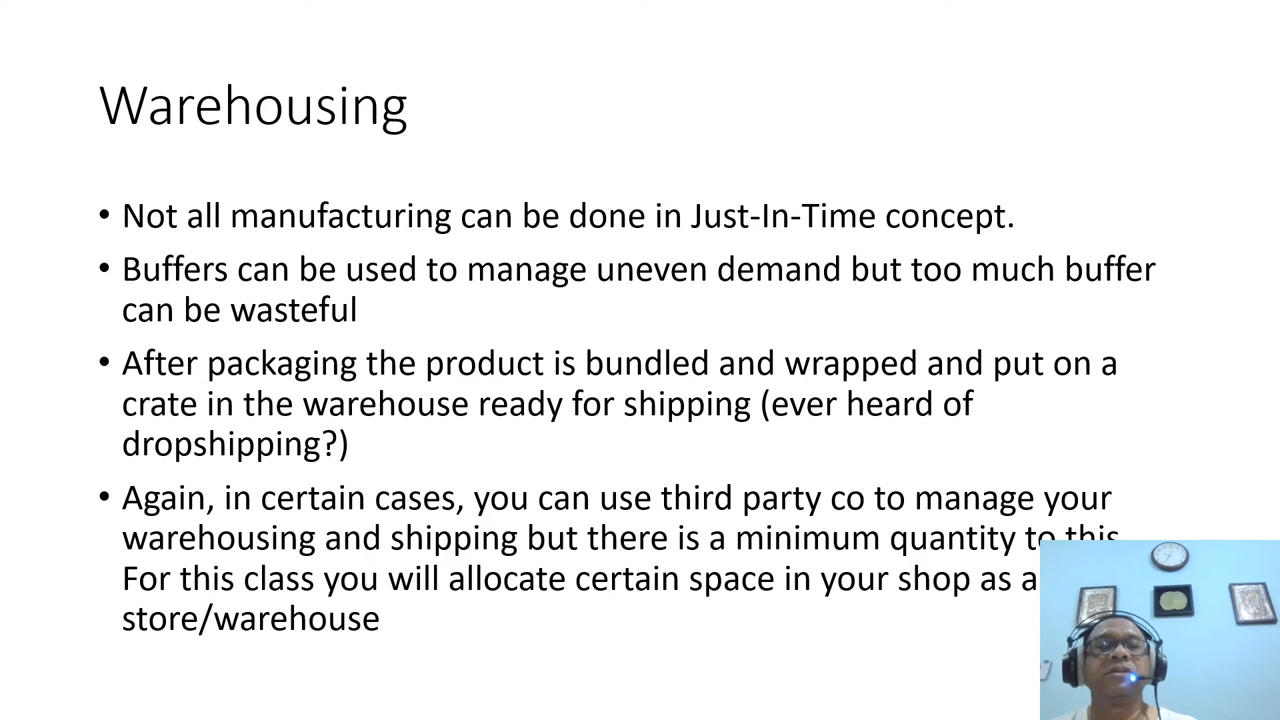 Warehousing
• Not all manufacturing can be done in Just-In-Time concept.
• Buffers can be used to manage uneven demand but too much buffer
can be wasteful
• After packaging the product is bundled and wrapped and put on a
crate in the warehouse ready for shipping (ever heard of
dropshipping?)
• Again, in certain cases, you can use third party co to manage your
warehousing and shipping but there is a minimum quantity to this
For this class you will allocate certain space in your shop as a
store/warehouse